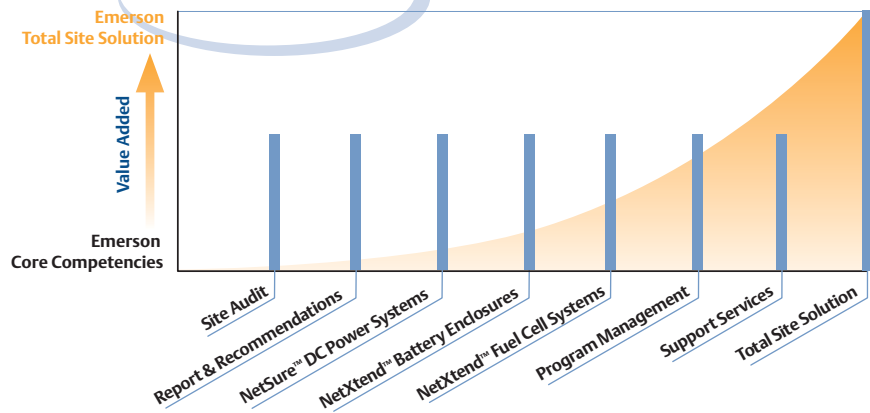 Emerson
Total Site Solution
Value Added
Emerson
Core Competencies
Site Audit
Report & Recommendations
NetSure™ DC Power Systems
NetXtend™ Battery Enclosures
NetXtend™ Fuel Cell Systems
Program Management
Support Services
Total Site Solution